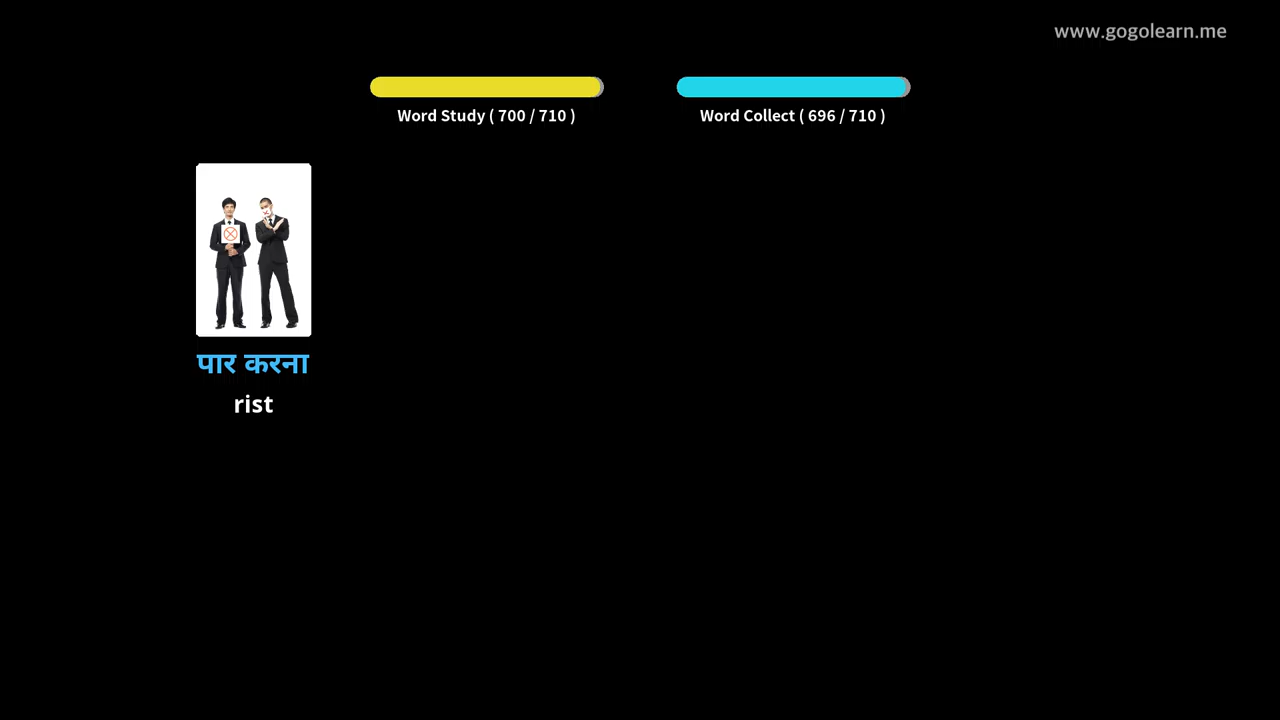 www.gogolearn.me
Word Study ( 700 / 710 )
Word Collect ( 696 / 710 )
पार करना
rist